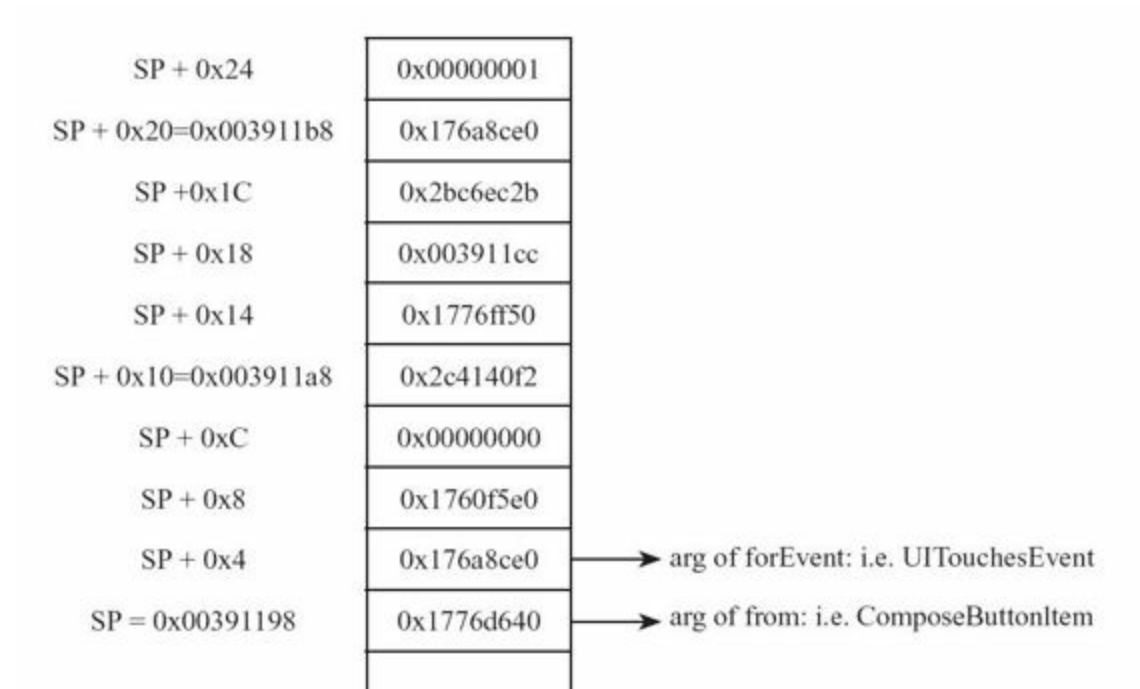 SP + 0x24 0x00000001
SP + 0x20=0x003911b8 0x176a8ce0
SP +0x1C 0x2bc6ec2b
SP + 0x18 0x003911cc
SP + 0x14 0x1776ff50
SP + 0x10=0x003911a8 0x2c4140f2
SP + 0xC 0x00000000
SP + 0x8 0x1760f5e0
SP + 0x4 0x176a8ce0 arg of forEvent: i.e. UITouchesEvent
SP = 0x00391198 0x1776d640 arg of from: i.e. ComposeButtonItem